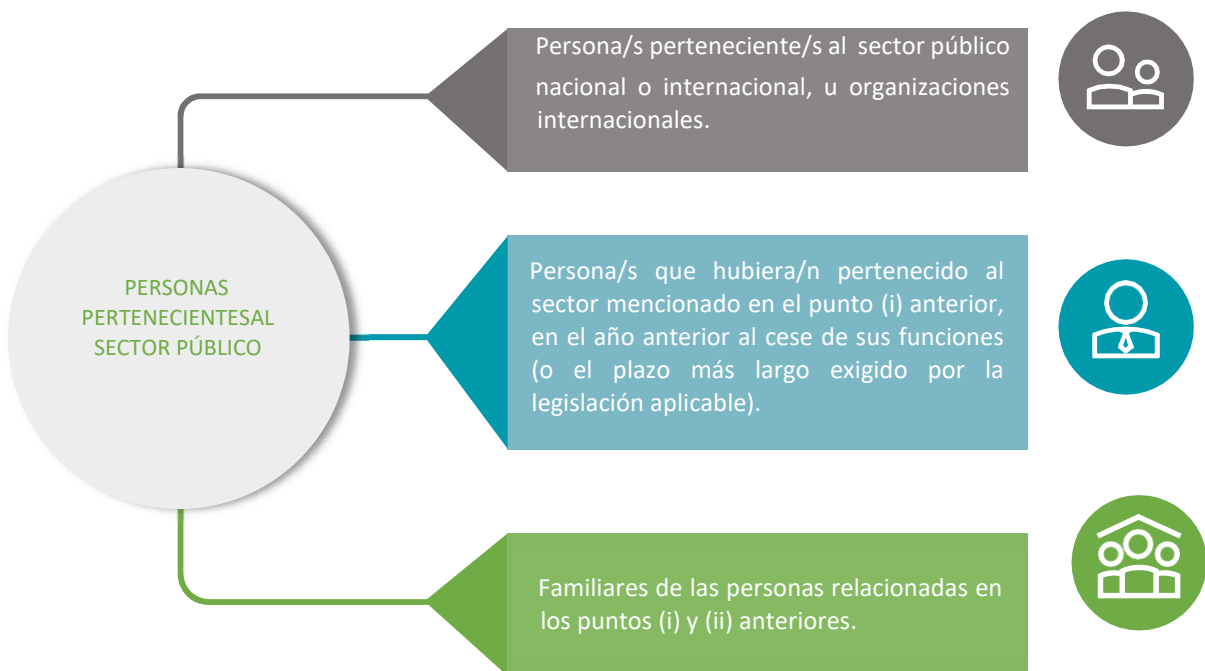 Persona/s perteneciente/s al sector público
nacional o internacional, u organizaciones
internacionales.
PERSONAS
PERTENECIENTESAL
SECTOR PÚBLICO
Persona/s que hubiera/n pertenecido al
sector mencionado en el punto (i) anterior,
en el año anterior al cese de sus funciones
(o el plazo más largo exigido por la
legislación aplicable).
Familiares de las personas relacionadas en
los puntos (i) y (ii) anteriores.